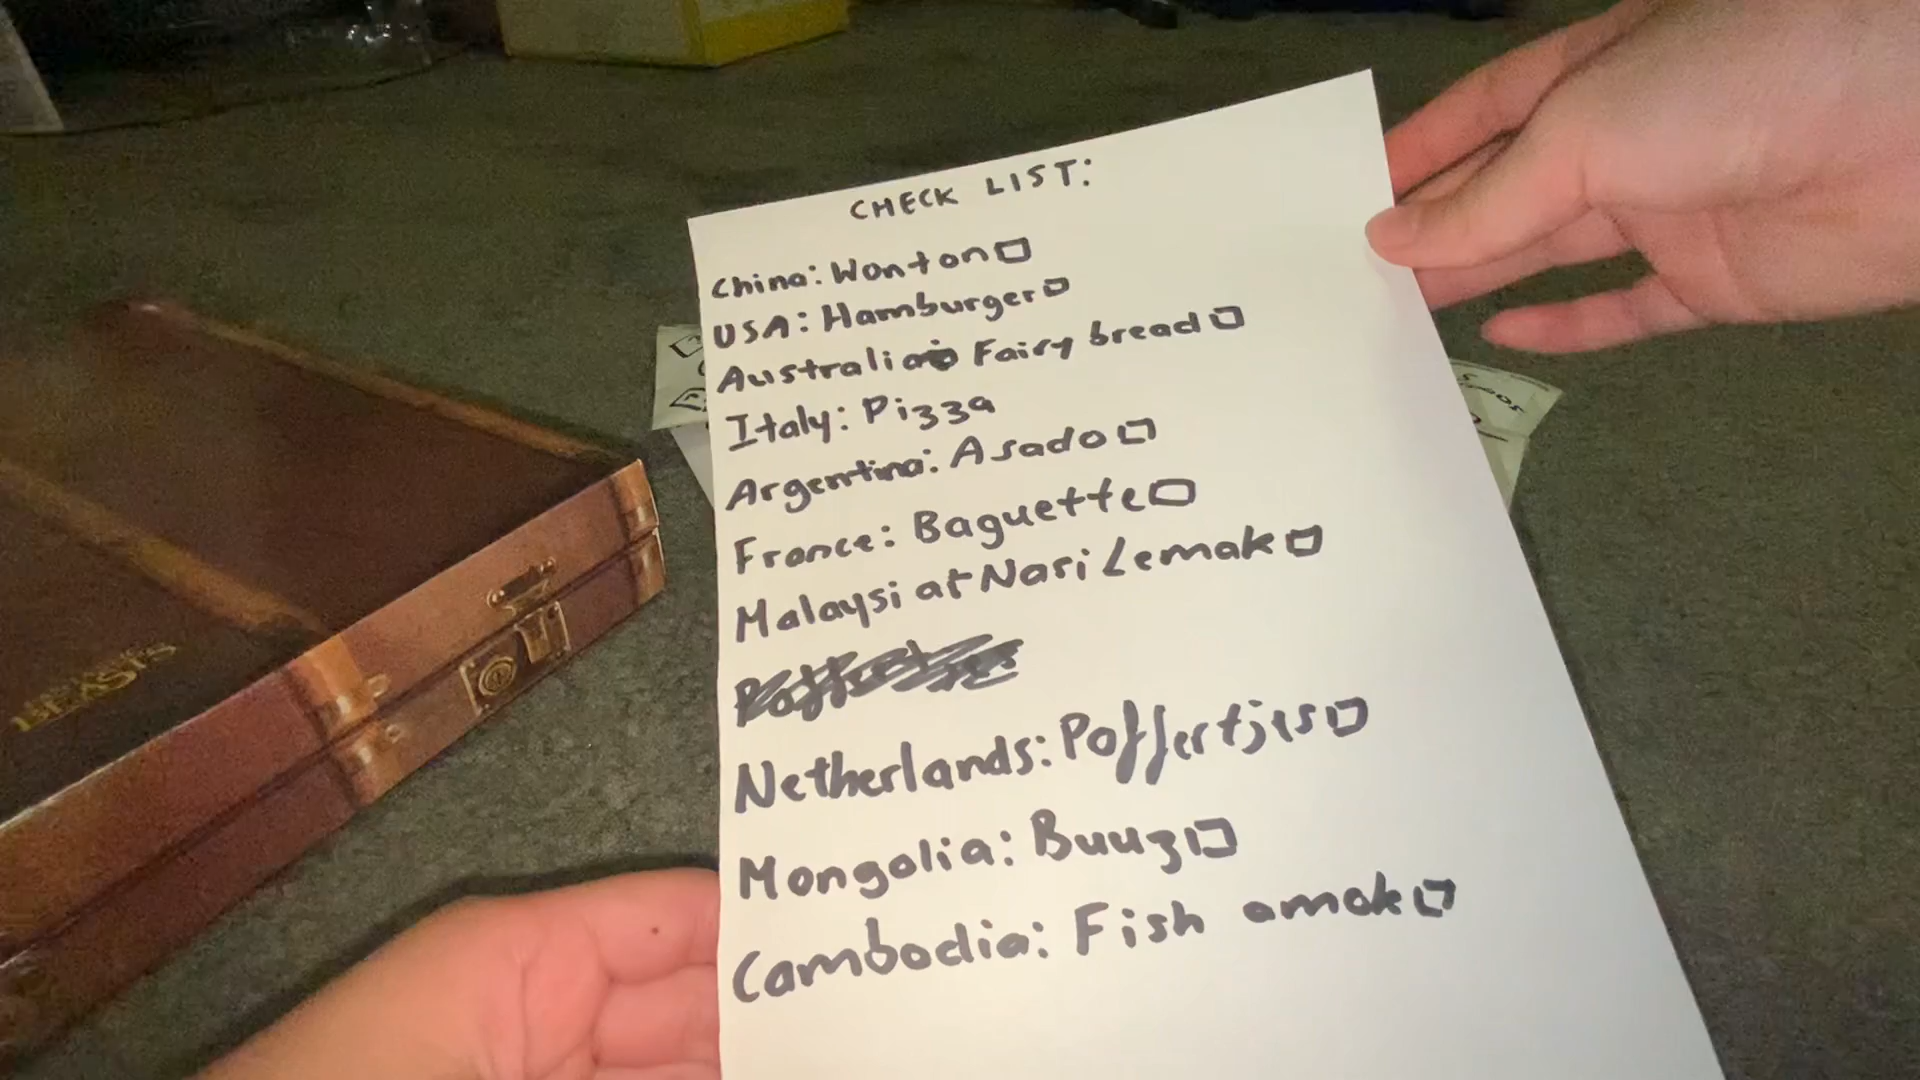 CHECK LIST:
China: Wonton
USA: Hamburger
Australia: Fairy bread
Italy: Pizza
Argentina: Asado
France: Baguette
Malaysia: Nasi Lemak
Netherlands: Poffertjes
Mongolia: Buuz
Cambodia: Fish amok
BEASTS